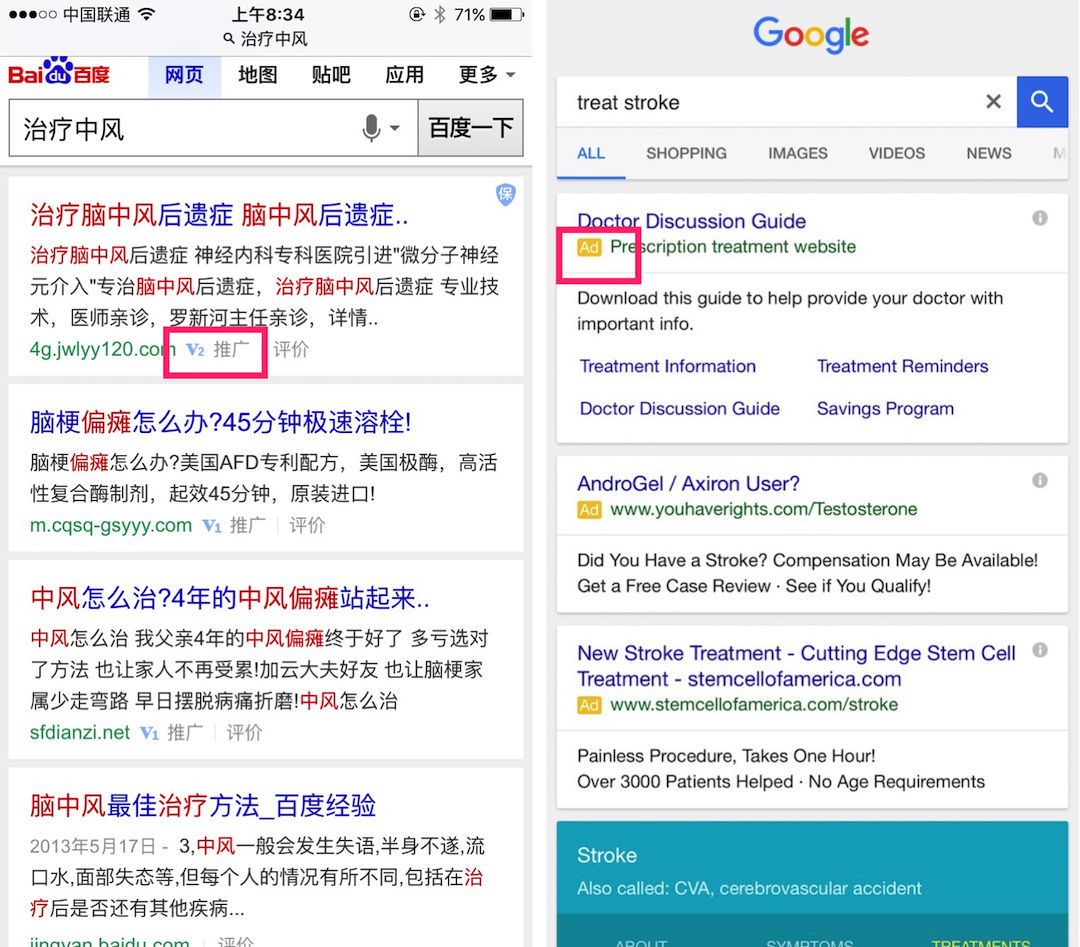 中国联通 上午8:34 71%
治疗中风
Bai du 百度 网页 地图 贴吧 应用 更多
治疗中风 百度一下
保
治疗脑中风后遗症 脑中风后遗症..
治疗脑中风后遗症 神经内科专科医院引进"微分子神经
元介入"专治脑中风后遗症，治疗脑中风后遗症 专业技
术，医师亲诊，罗新河主任亲诊，详情..
4g.jwlyy120.com V2 推广 评价
脑梗偏瘫怎么办?45分钟极速溶栓!
脑梗偏瘫怎么办?美国AFD专利配方，美国极酶，高活
性复合酶制剂，起效45分钟，原装进口!
m.cqsq-gsyyy.com V1 推广 评价
中风怎么治?4年的中风偏瘫站起来..
中风怎么治 我父亲4年的中风偏瘫终于好了 多亏选对
了方法 也让家人不再受累!加云大夫好友 也让脑梗家
属少走弯路 早日摆脱病痛折磨!中风怎么治
sfdianzi.net V1 推广 评价
脑中风最佳治疗方法_百度经验
2013年5月17日 - 3,中风一般会发生失语,半身不遂,流
口水,面部失态等,但每个人的情况有所不同,包括在治
疗后是否还有其他疾病...
jingyan.baidu.com 评价
Google
treat stroke
ALL SHOPPING IMAGES VIDEOS NEWS M
Doctor Discussion Guide
Ad Prescription treatment website
Download this guide to help provide your doctor with
important info.
Treatment Information Treatment Reminders
Doctor Discussion Guide Savings Program
AndroGel / Axiron User?
Ad www.youhaverights.com/Testosterone
Did You Have a Stroke? Compensation May Be Available!
Get a Free Case Review · See if You Qualify!
New Stroke Treatment - Cutting Edge Stem Cell
Treatment - stemcellofamerica.com
Ad www.stemcellofamerica.com/stroke
Painless Procedure, Takes One Hour!
Over 3000 Patients Helped · No Age Requirements
Stroke
Also called: CVA, cerebrovascular accident
ABOUT SYMPTOMS TREATMENTS